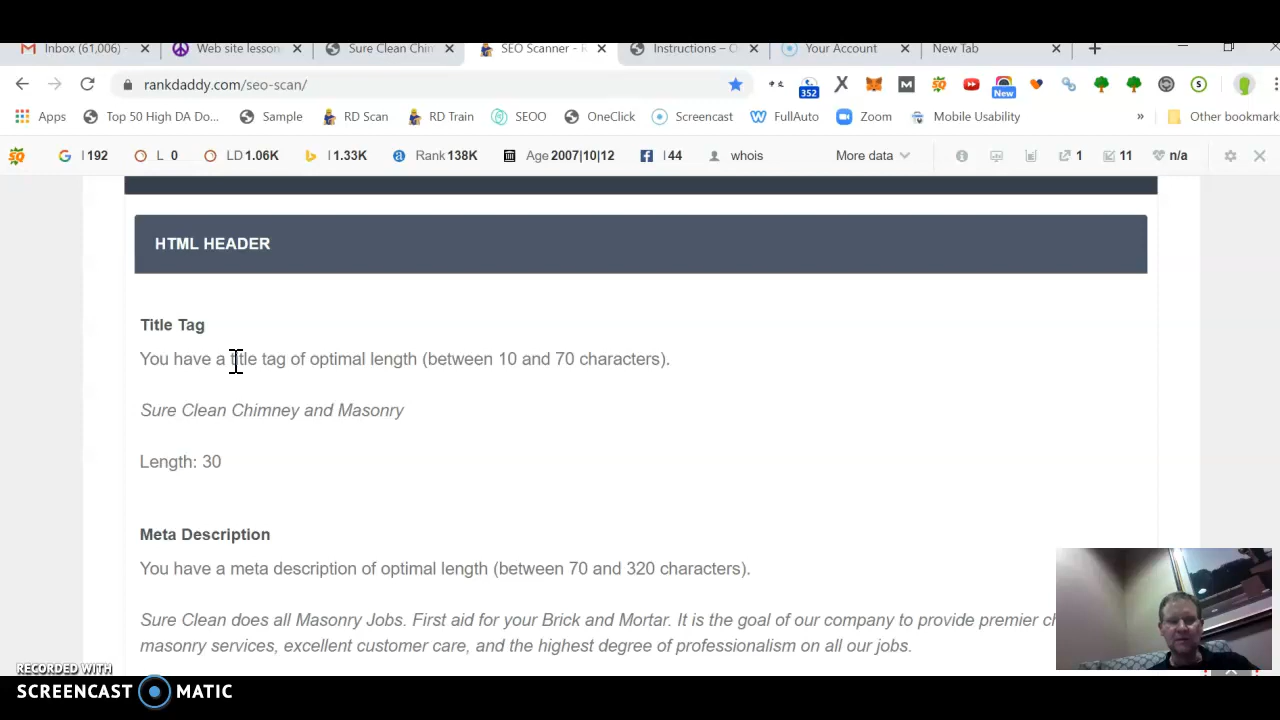 Inbox (61,006) -
Web site lesson
Sure Clean Chin
SEO Scanner - R
Instructions – O
Your Account
New Tab
rankdaddy.com/seo-scan/
352
New
Apps
Top 50 High DA Do...
Sample
RD Scan
RD Train
SEOO
OneClick
Screencast
FullAuto
Zoom
Mobile Usability
»
Other bookmark
I 192
L 0
LD 1.06K
I 1.33K
Rank 138K
Age 2007|10|12
I 44
whois
More data
1
11
n/a
HTML HEADER
Title Tag
You have a title tag of optimal length (between 10 and 70 characters).
Sure Clean Chimney and Masonry
Length: 30
Meta Description
You have a meta description of optimal length (between 70 and 320 characters).
Sure Clean does all Masonry Jobs. First aid for your Brick and Mortar. It is the goal of our company to provide premier ch
masonry services, excellent customer care, and the highest degree of professionalism on all our jobs.
RECORDED WITH
SCREENCAST MATIC